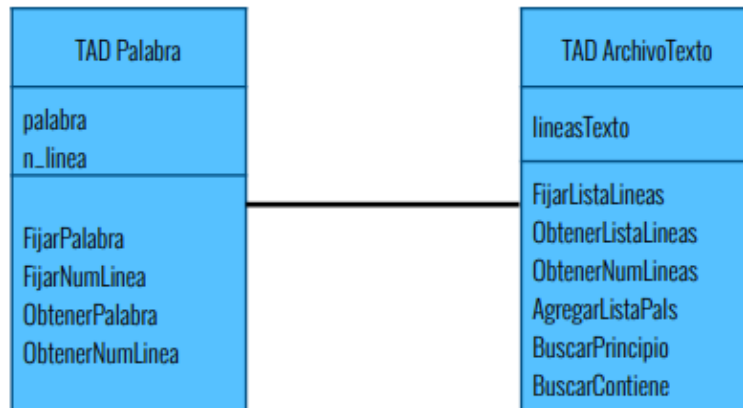 TAD Palabra
palabra
n_linea
FijarPalabra
FijarNumLinea
ObtenerPalabra
ObtenerNumLinea
TAD ArchivoTexto
lineasTexto
FijarListaLineas
ObtenerListaLineas
ObtenerNumLineas
AgregarListaPals
BuscarPrincipio
BuscarContiene